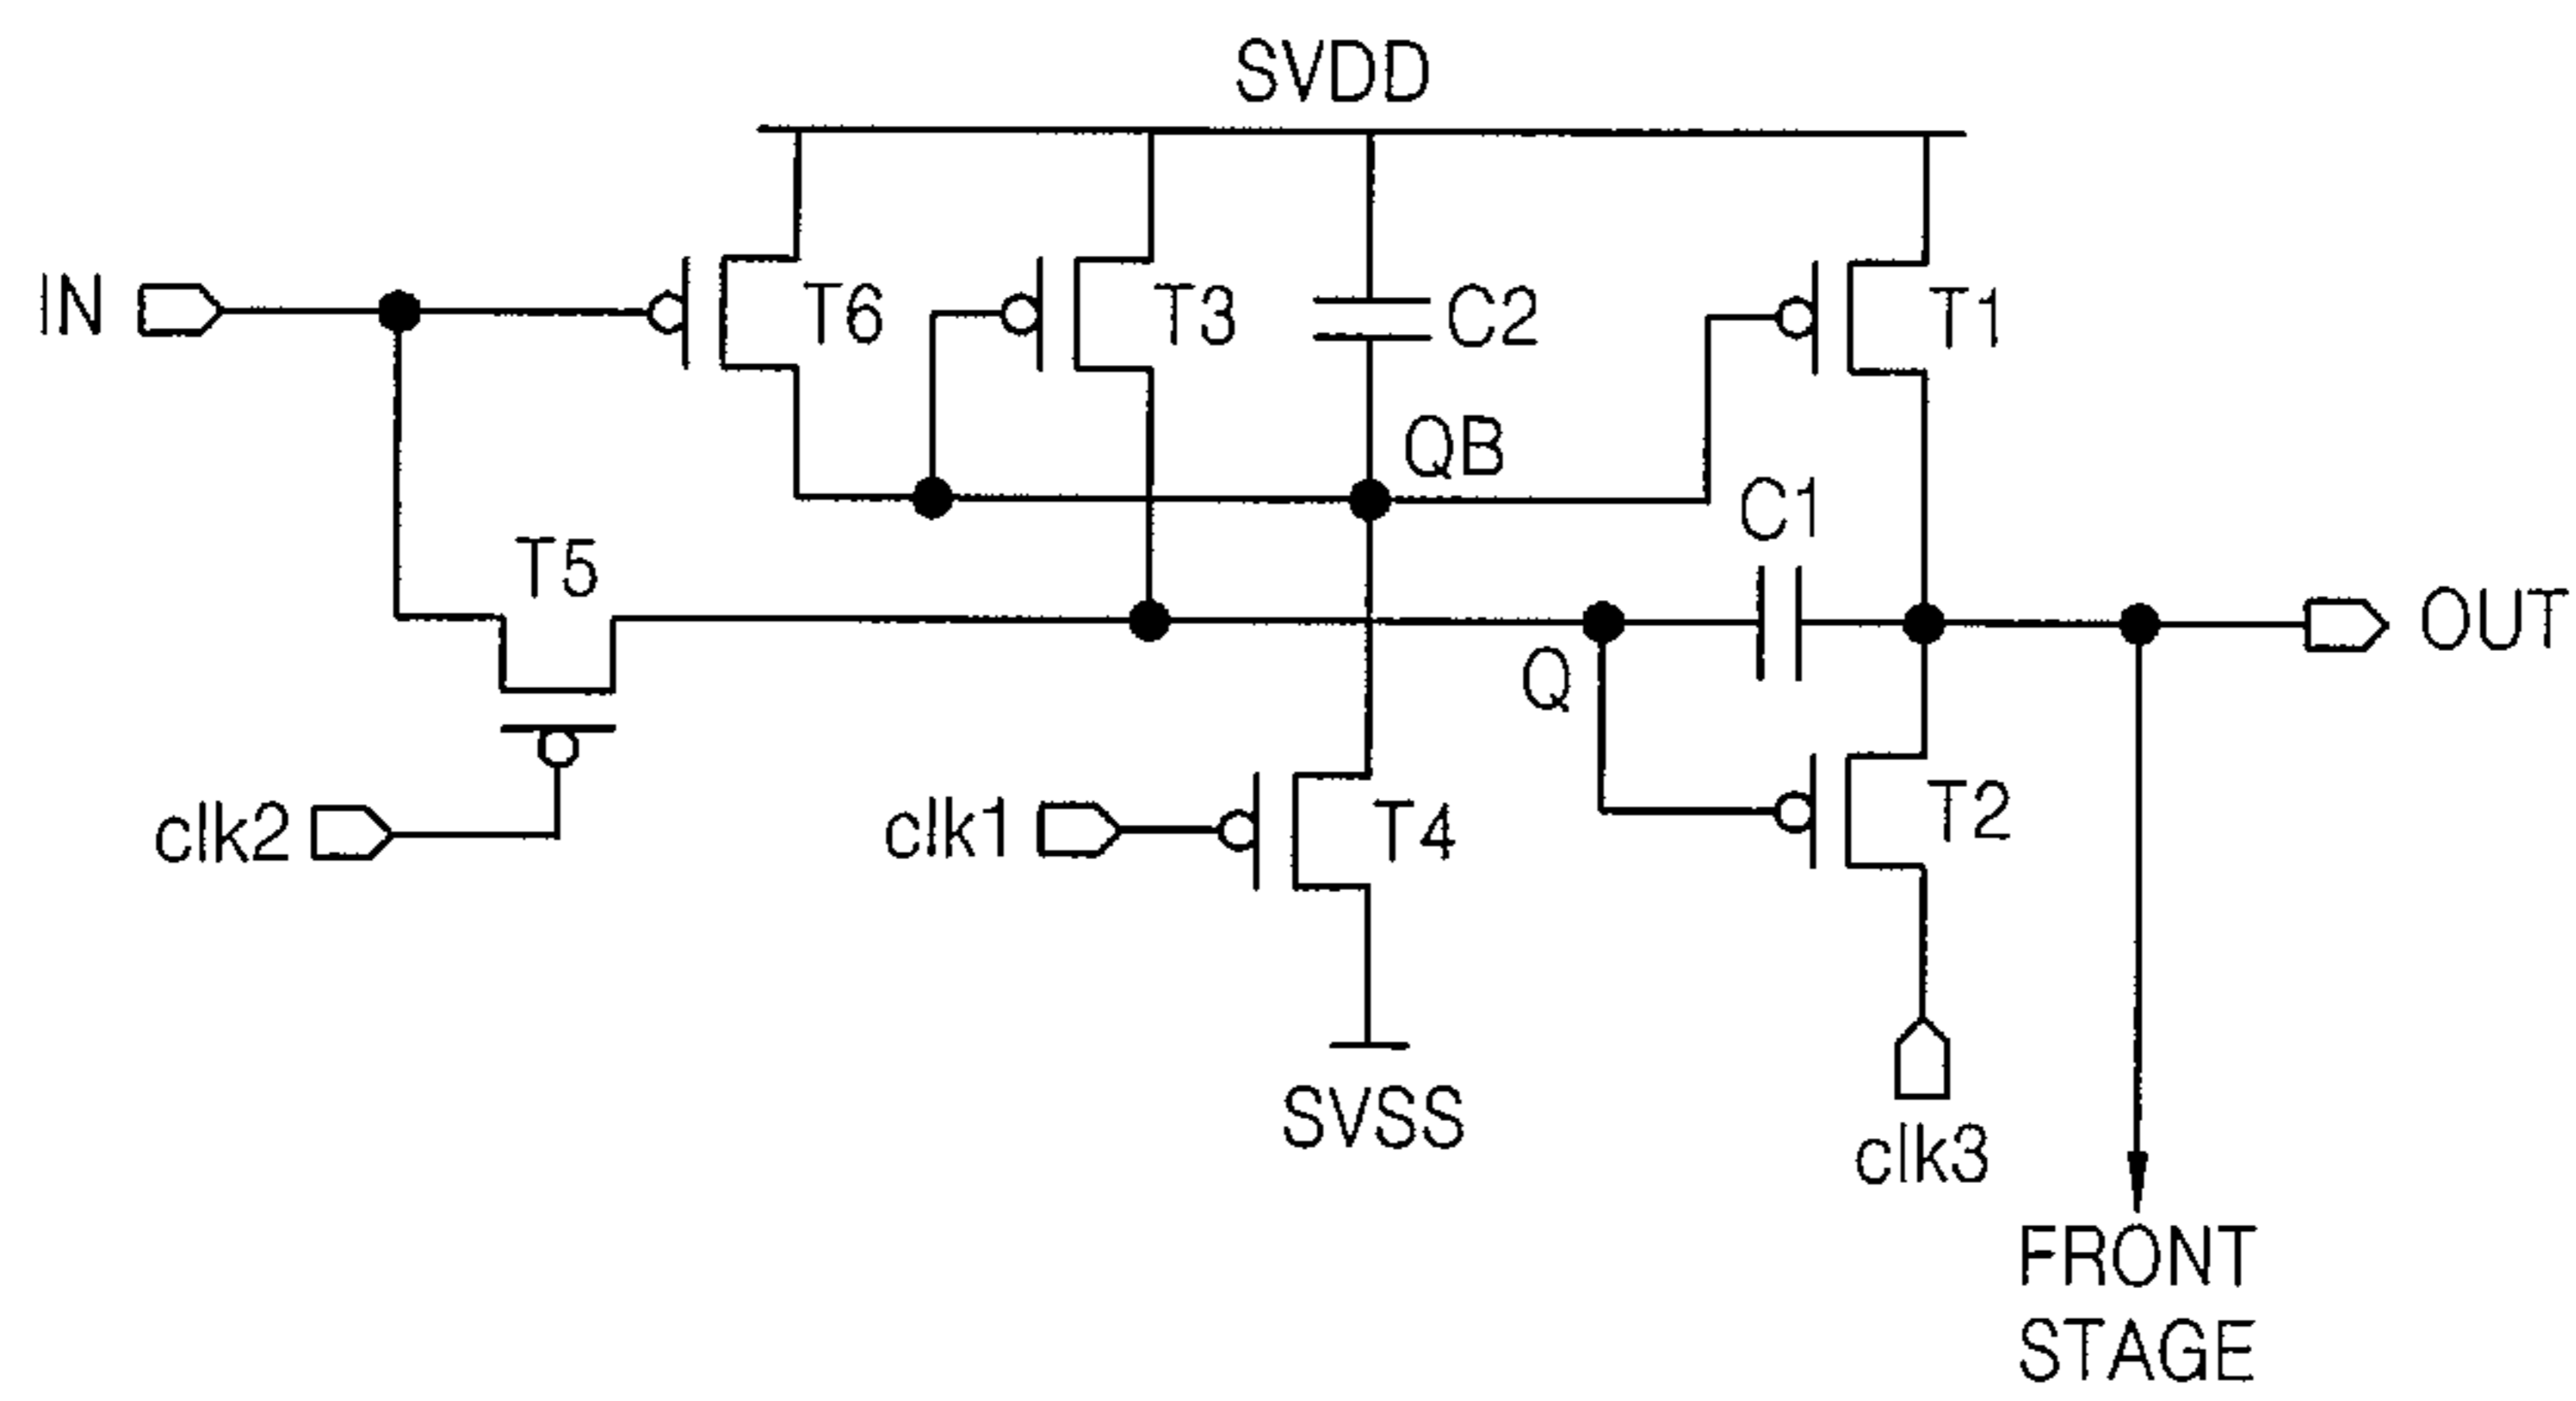 SVDD
IN
T6
T3
C2
T1
QB
C1
T5
Q
OUT
clk2
clk1
T4
T2
SVSS
clk3
FRONT
STAGE